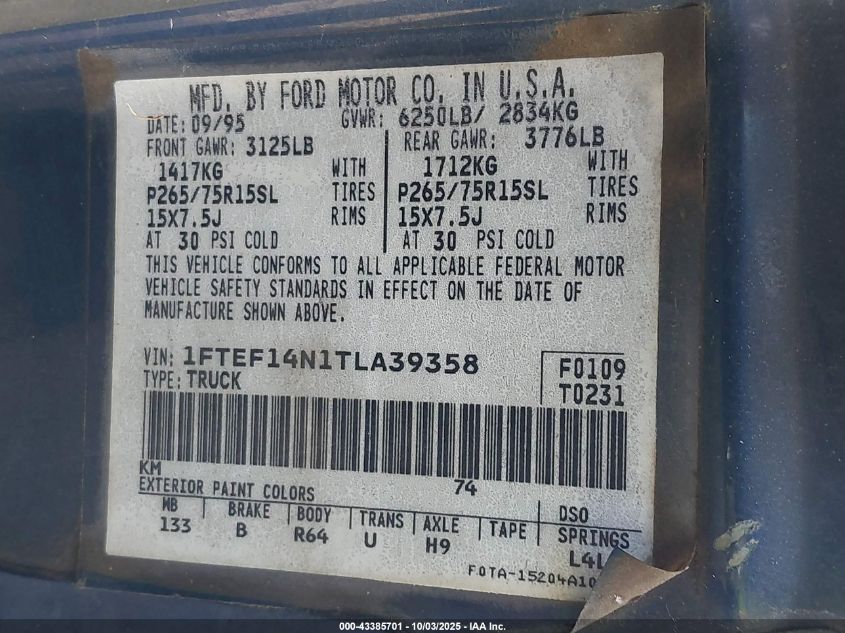 MFD. BY FORD MOTOR CO. IN U.S.A.
DATE: 09/95 GVWR: 6250LB/ 2834KG
FRONT GAWR: 3125LB REAR GAWR: 3776LB
1417KG WITH 1712KG WITH
P265/75R15SL TIRES P265/75R15SL TIRES
15X7.5J RIMS 15X7.5J RIMS
AT 30 PSI COLD AT 30 PSI COLD
THIS VEHICLE CONFORMS TO ALL APPLICABLE FEDERAL MOTOR
VEHICLE SAFETY STANDARDS IN EFFECT ON THE DATE OF
MANUFACTURE SHOWN ABOVE.
VIN: 1FTEF14N1TLA39358 F0109
TYPE: TRUCK T0231
KM 74
EXTERIOR PAINT COLORS DSO
WB BRAKE BODY TRANS AXLE TAPE SPRINGS
133 B R64 U H9 L4L
000-43385701 - 10/03/2025 - IAA Inc.